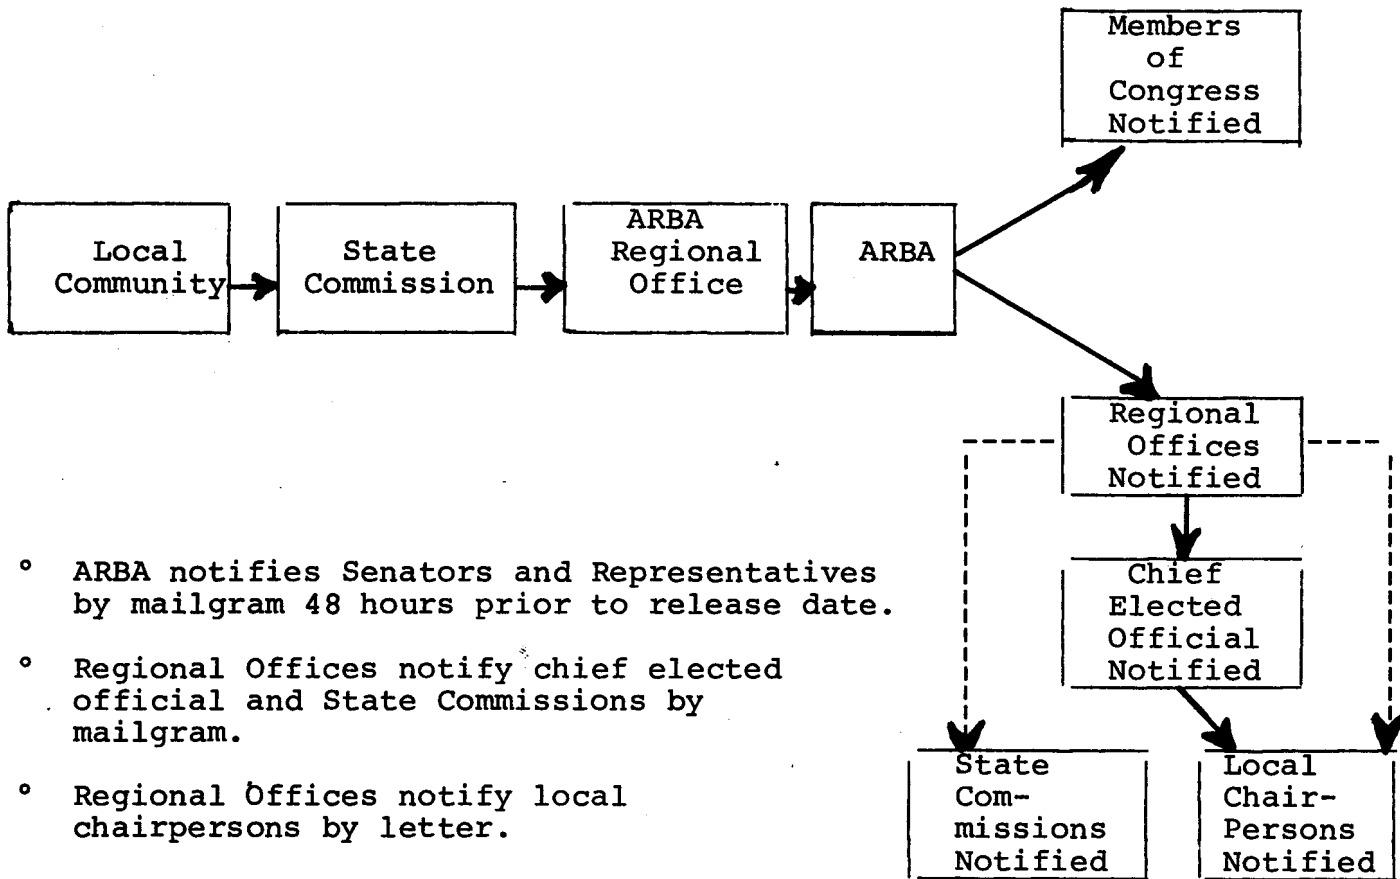 Members
of
Congress
Notified
Local
Community
State
Commission
ARBA
Regional
Office
ARBA
Regional
Offices
Notified
Chief
Elected
Official
Notified
State
Com-
missions
Notified
Local
Chair-
Persons
Notified
° ARBA notifies Senators and Representatives
by mailgram 48 hours prior to release date.
° Regional Offices notify chief elected
official and State Commissions by
mailgram.
° Regional Offices notify local
chairpersons by letter.